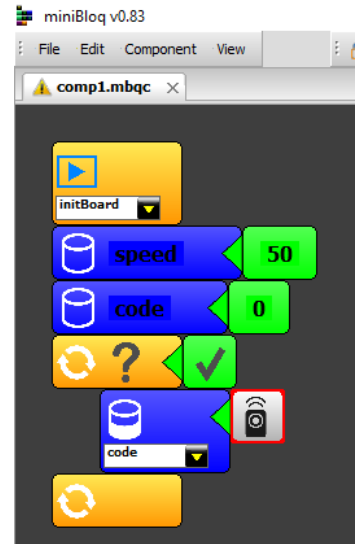 miniBloq v0.83
File Edit Component View
comp1.mbqc
initBoard
speed 50
code 0
?
code